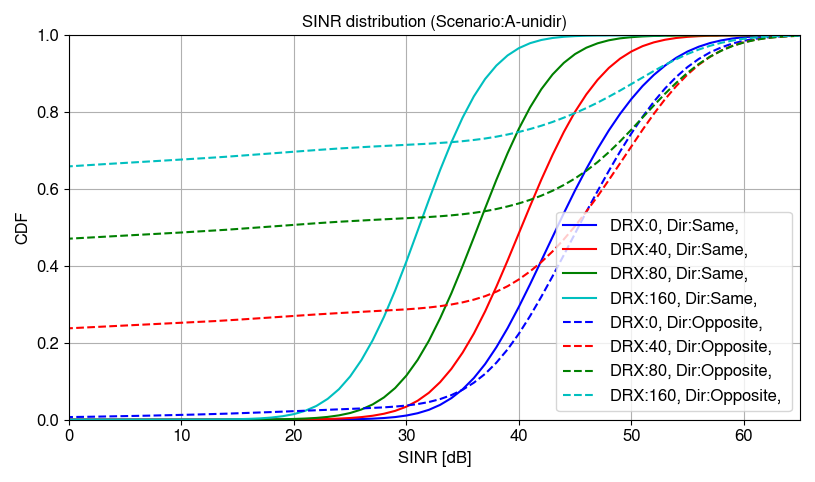 SINR distribution (Scenario:A-unidir)
1.0
0.8
0.6
0.4
0.2
0.0
CDF
0
10
20
30
40
50
60
SINR [dB]
DRX:0, Dir:Same,
DRX:40, Dir:Same,
DRX:80, Dir:Same,
DRX:160, Dir:Same,
DRX:0, Dir:Opposite,
DRX:40, Dir:Opposite,
DRX:80, Dir:Opposite,
DRX:160, Dir:Opposite,